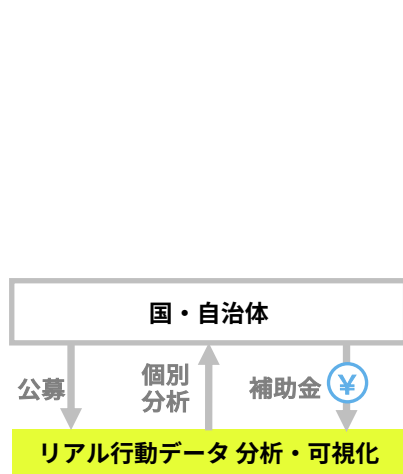 国・自治体
公募
個別
分析
補助金
¥
リアル行動データ 分析・可視化